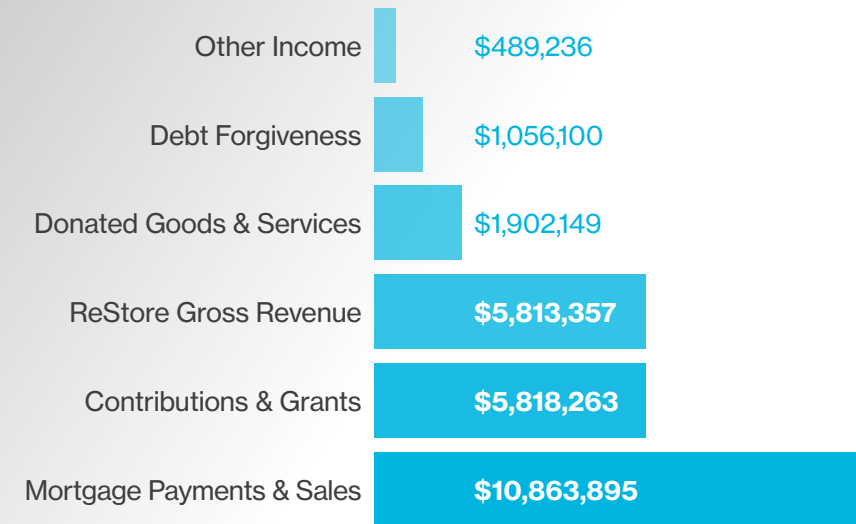 Other Income $489,236
Debt Forgiveness $1,056,100
Donated Goods & Services $1,902,149
ReStore Gross Revenue $5,813,357
Contributions & Grants $5,818,263
Mortgage Payments & Sales $10,863,895